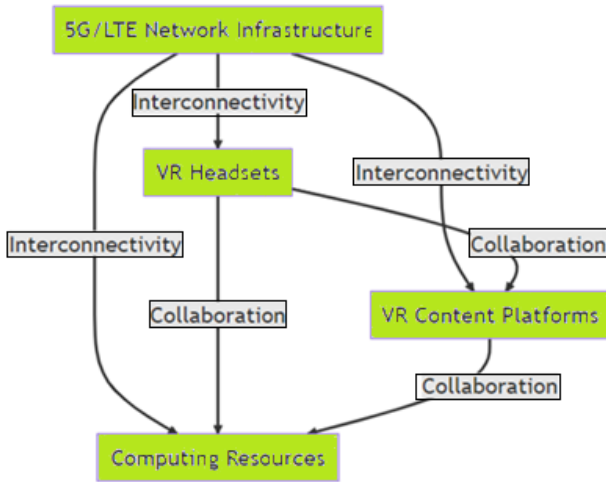 5G/LTE Network Infrastructure
Interconnectivity
VR Headsets
Interconnectivity
Interconnectivity
Collaboration
Collaboration
VR Content Platforms
Collaboration
Computing Resources